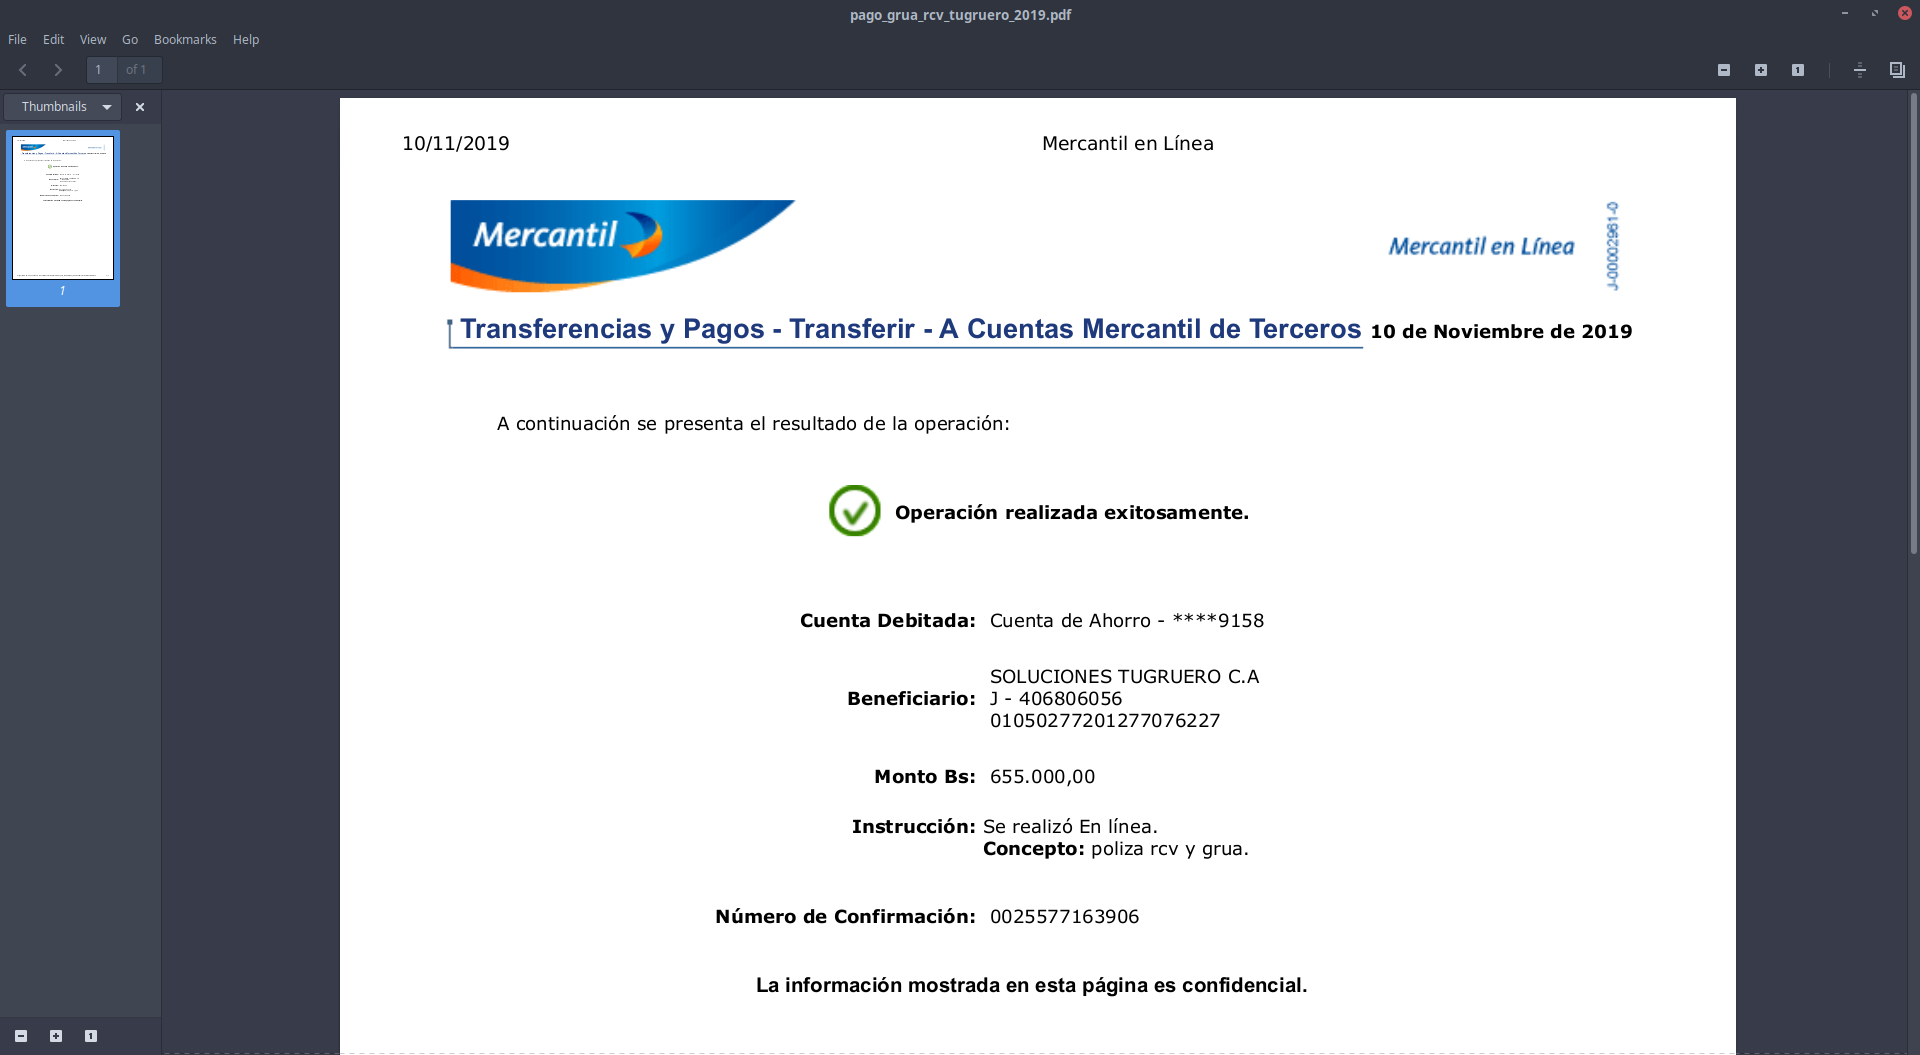 pago_grua_rcv_tugruero_2019.pdf
File Edit View Go Bookmarks Help
1 of 1
Thumbnails
1
10/11/2019 Mercantil en Línea
Mercantil
Mercantil en Línea
J-00002961-0
Transferencias y Pagos - Transferir - A Cuentas Mercantil de Terceros 10 de Noviembre de 2019
A continuación se presenta el resultado de la operación:
Operación realizada exitosamente.
Cuenta Debitada: Cuenta de Ahorro - ****9158
SOLUCIONES TUGRUERO C.A
Beneficiario: J - 406806056
01050277201277076227
Monto Bs: 655.000,00
Instrucción: Se realizó En línea.
Concepto: poliza rcv y grua.
Número de Confirmación: 0025577163906
La información mostrada en esta página es confidencial.